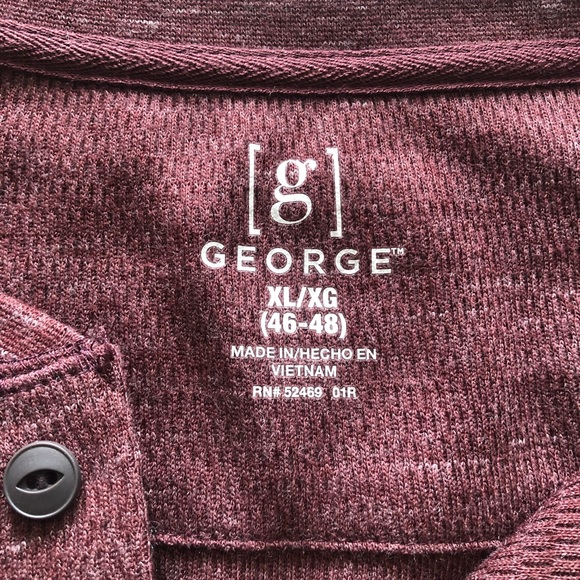 [g]
GEORGE™
XL/XG
(46-48)
MADE IN/HECHO EN
VIETNAM
RN# 52469 01R